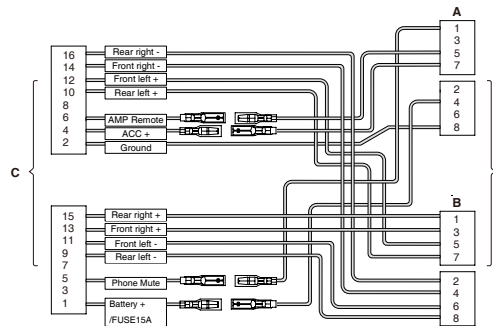 A
16 Rear right -
14 Front right -
12 Front left +
10 Rear left +
8
6 AMP Remote
4 ACC +
2 Ground
1
3
5
7
2
4
6
8
C
B
15 Rear right +
13 Front right +
11 Front left -
9 Rear left -
7
5 Phone Mute
3
1 Battery +
/FUSE15A
1
3
5
7
2
4
6
8